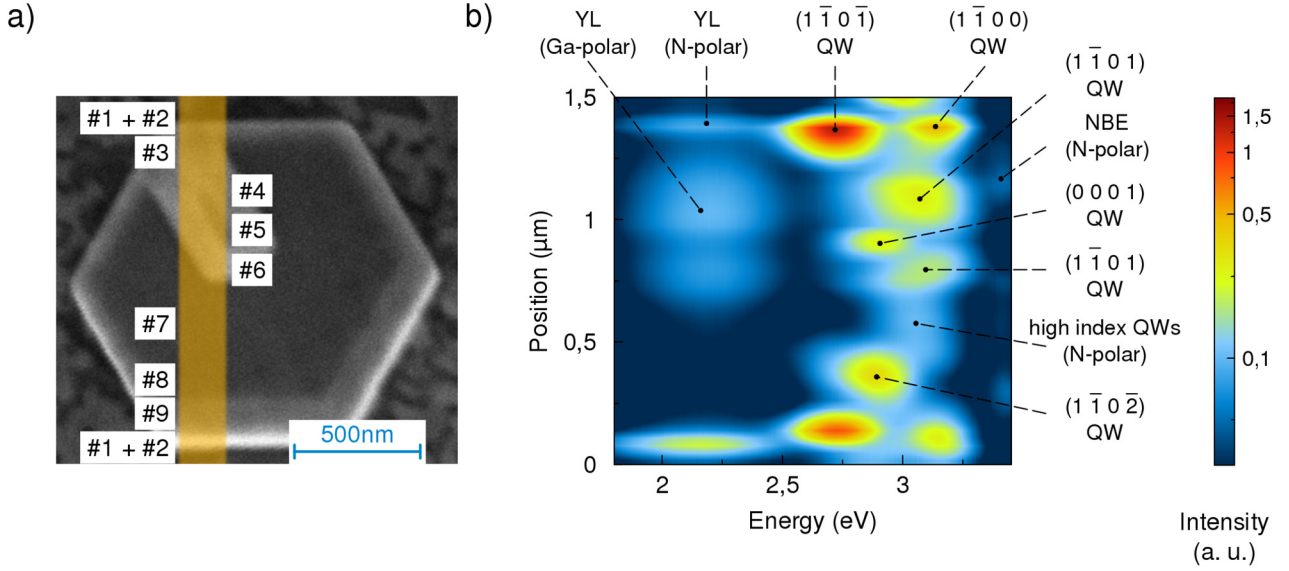 a)
#1 + #2
#3
#4
#5
#6
#7
#8
#9
#1 + #2
500nm
b)
YL
(Ga-polar)
YL
(N-polar)
(1 1̅ 0 1̅)
QW
(1 1̅ 0 0)
QW
(1 1̅ 0 1)
QW
NBE
(N-polar)
(0 0 0 1)
QW
(1 1̅ 0 1)
QW
high index QWs
(N-polar)
(1 1̅ 0 2̅)
QW
1,5
1
0,5
0
Position (µm)
2
2,5
3
Energy (eV)
1,5
1
0,5
0,1
Intensity
(a. u.)